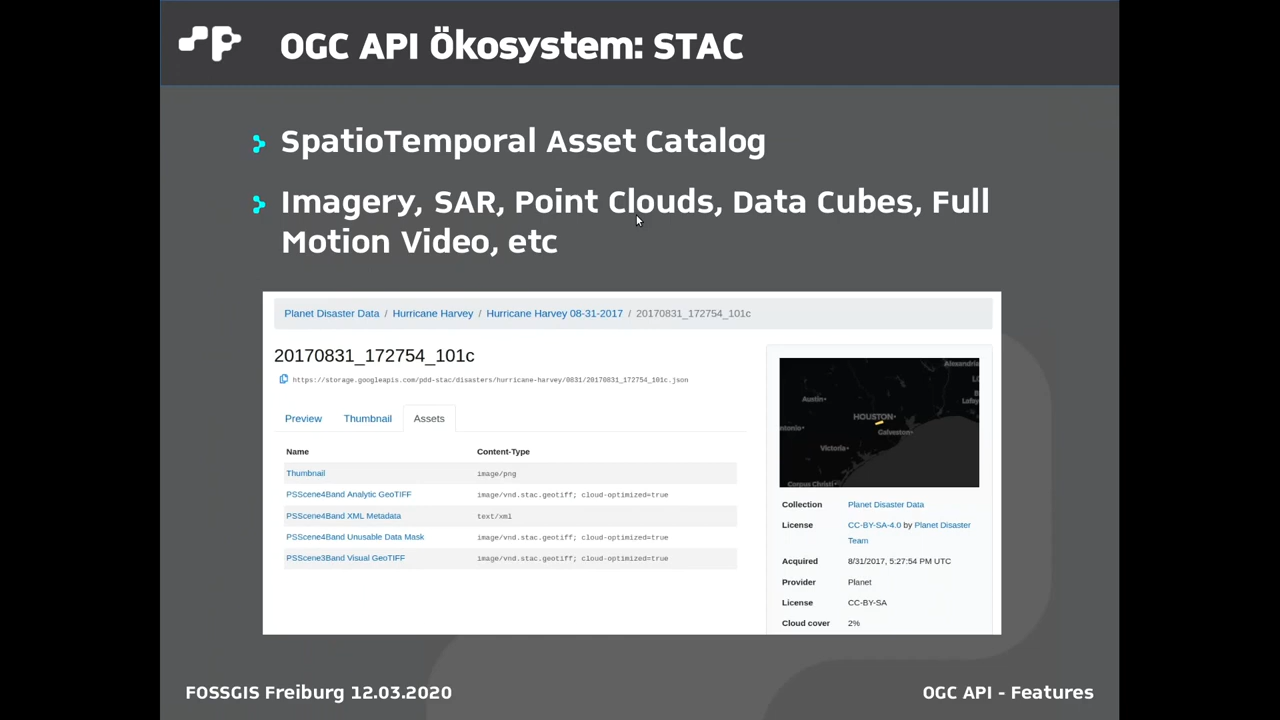 OGC API Ökosystem: STAC
SpatioTemporal Asset Catalog
Imagery, SAR, Point Clouds, Data Cubes, Full
Motion Video, etc
Planet Disaster Data / Hurricane Harvey / Hurricane Harvey 08-31-2017 / 20170831_172754_101c
20170831_172754_101c
https://storage.googleapis.com/pdd-stac/disasters/hurricane-harvey/0831/20170831_172754_101c.json
Preview Thumbnail Assets
Name Content-Type
Thumbnail image/png
PSScene4Band Analytic GeoTIFF image/vnd.stac.geotiff; cloud-optimized=true
PSScene4Band XML Metadata text/xml
PSScene4Band Unusable Data Mask image/vnd.stac.geotiff; cloud-optimized=true
PSScene3Band Visual GeoTIFF image/vnd.stac.geotiff; cloud-optimized=true
Alexandria
Austin
Lafay
HOUSTON
ntonio
Galveston
Victoria
Corpus Christi
Collection Planet Disaster Data
License CC-BY-SA-4.0 by Planet Disaster
Team
Acquired 8/31/2017, 5:27:54 PM UTC
Provider Planet
License CC-BY-SA
Cloud cover 2%
FOSSGIS Freiburg 12.03.2020
OGC API - Features